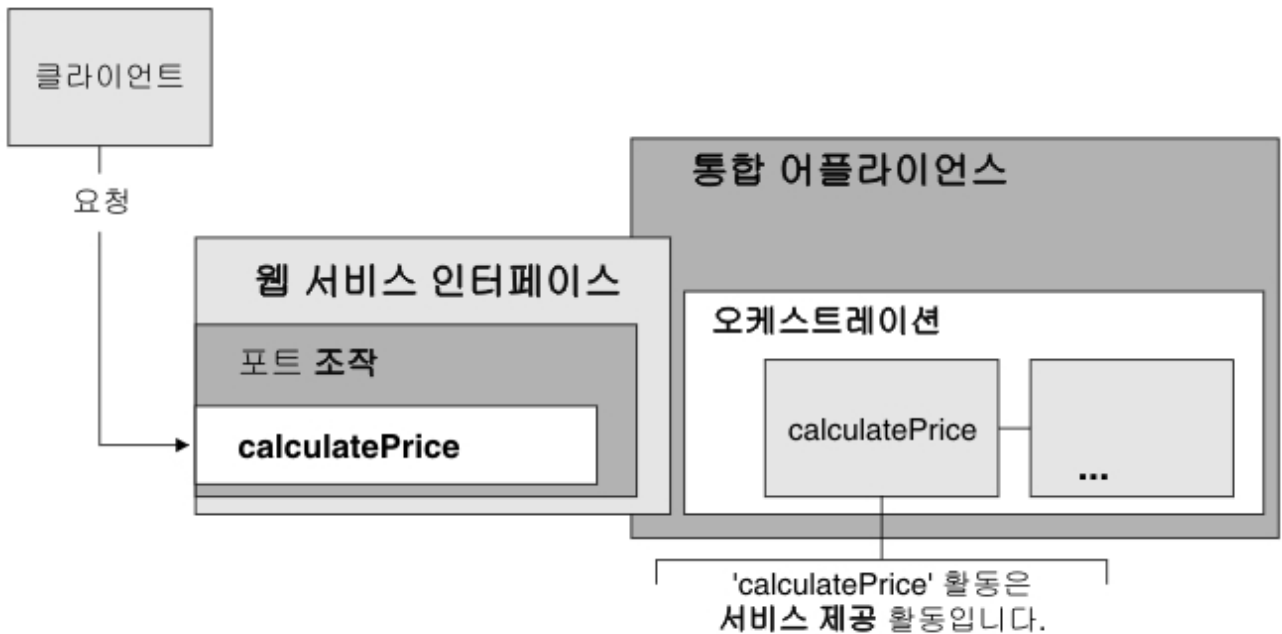 클라이언트
요청
통합 어플라이언스
웹 서비스 인터페이스
오케스트레이션
포트 조작
calculatePrice
calculatePrice
...
'calculatePrice' 활동은
서비스 제공 활동입니다.